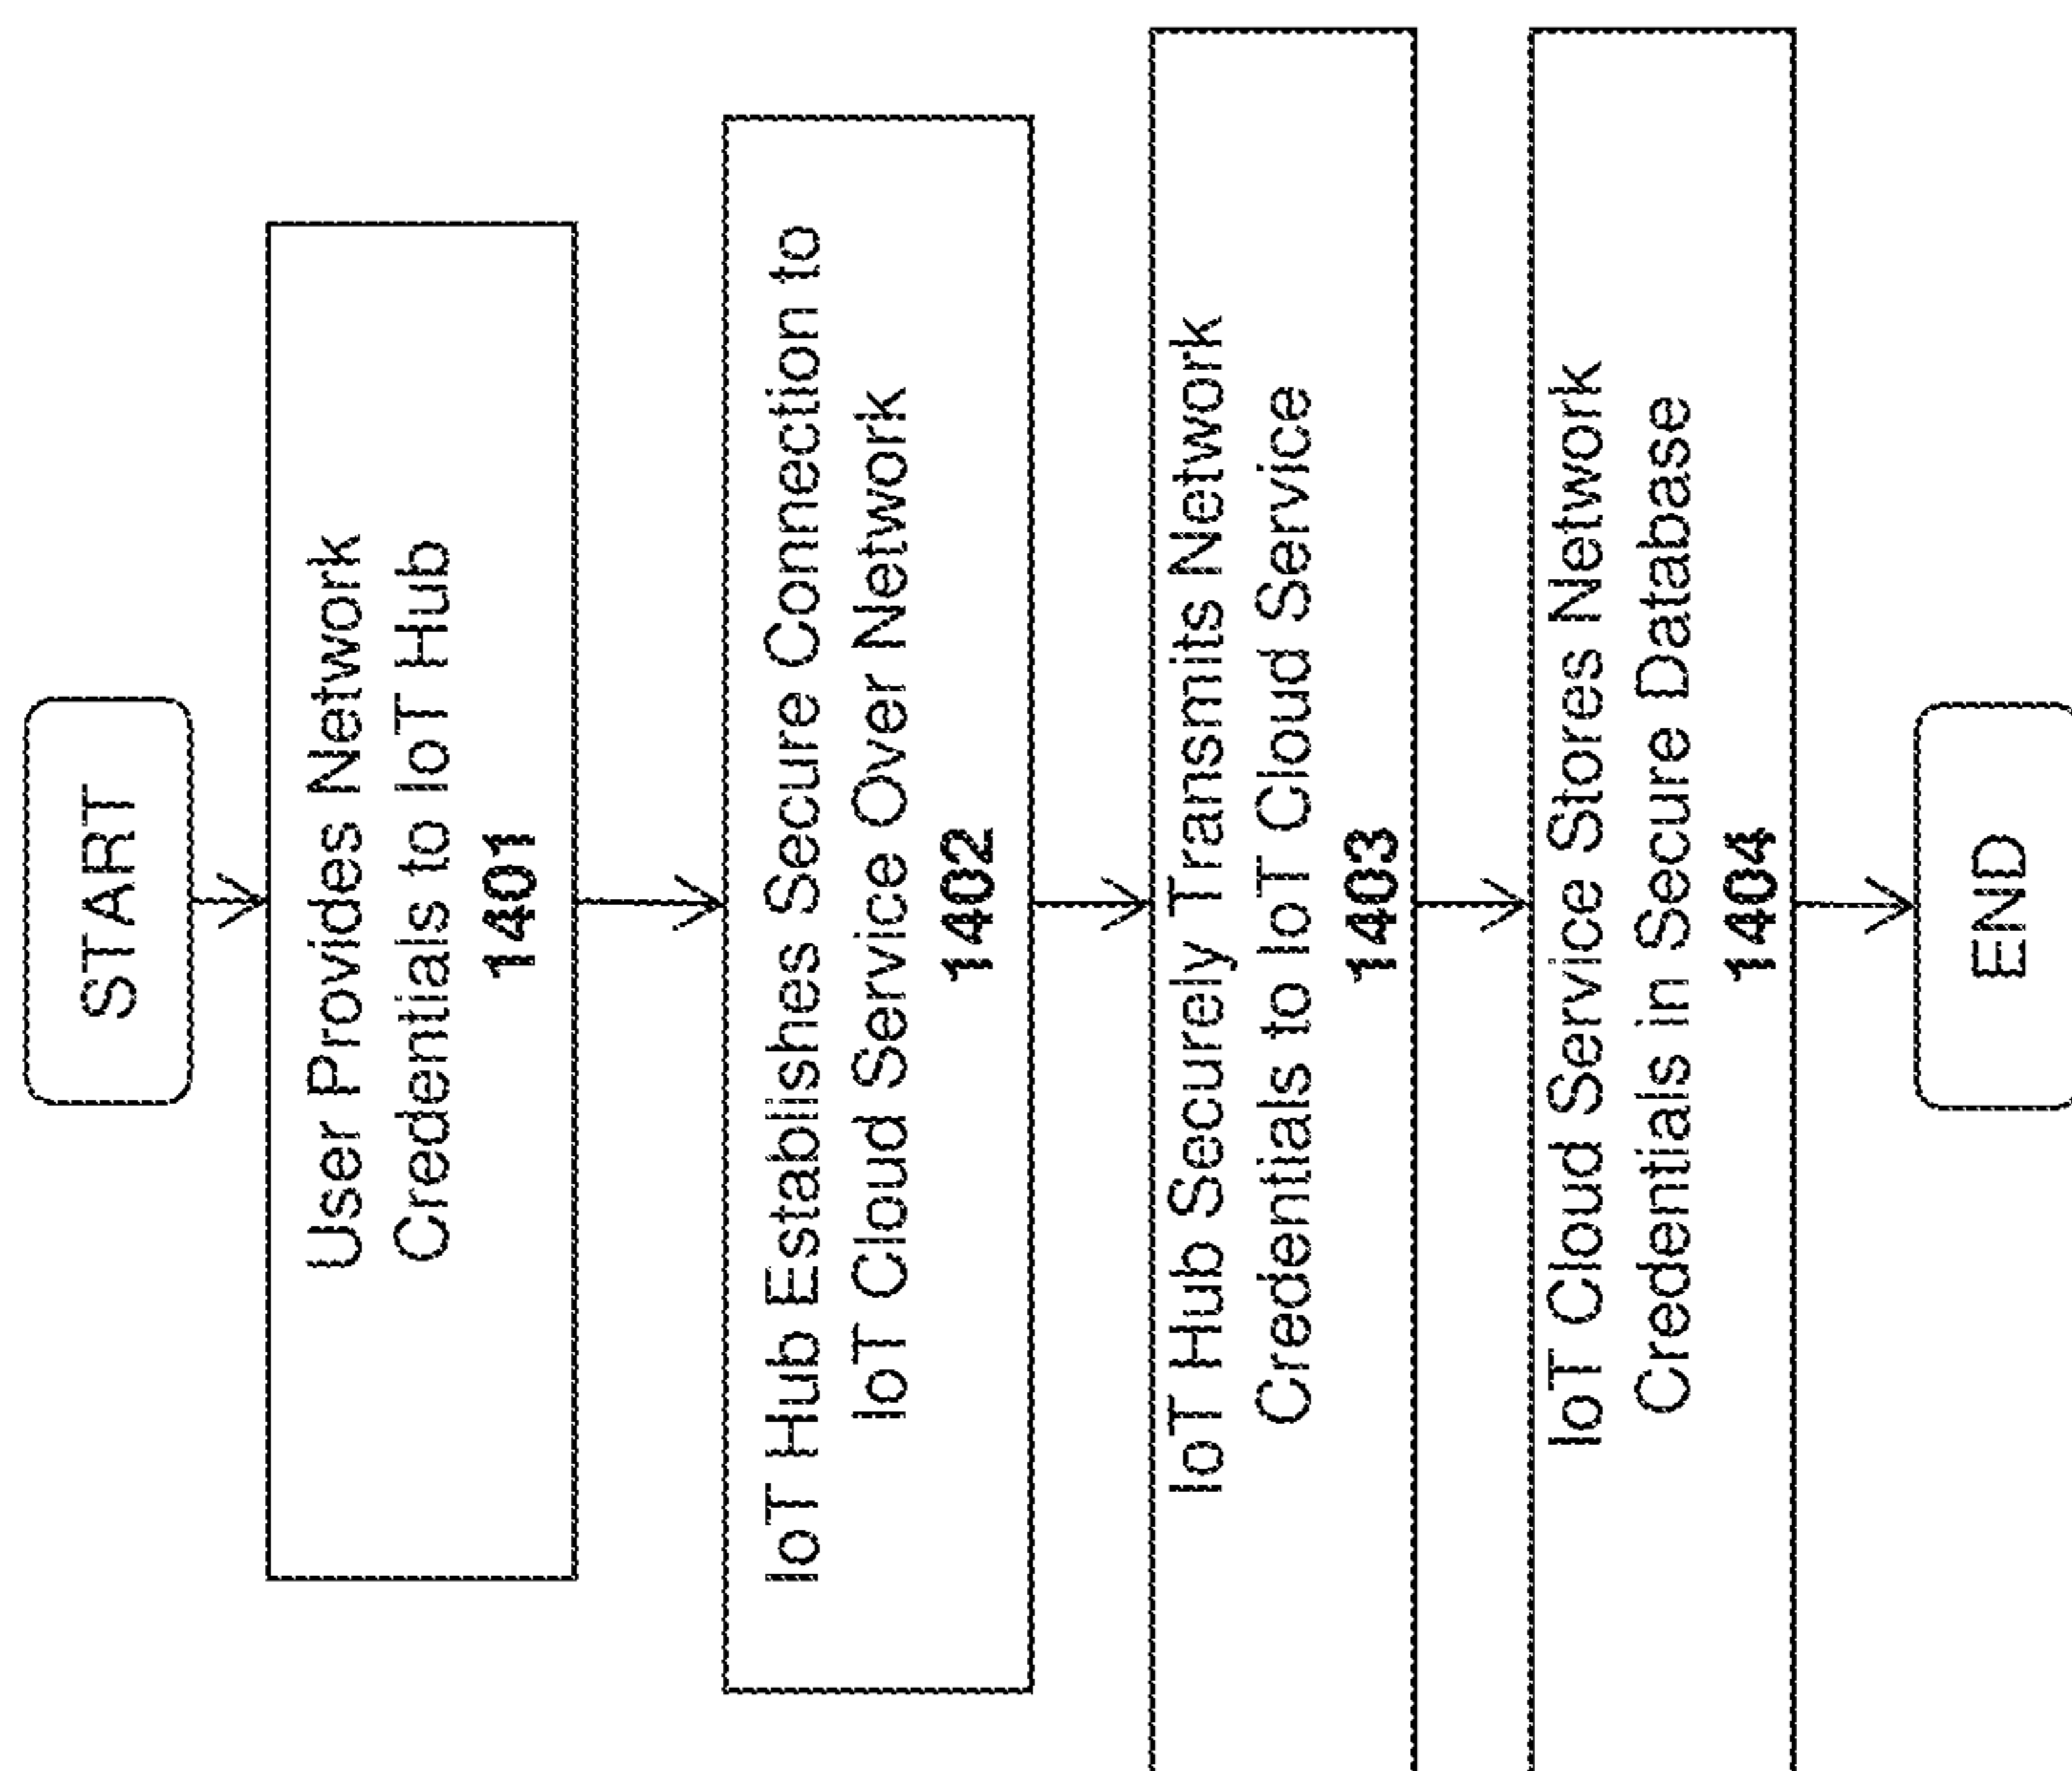 START
User Provides Network
Credentials to IoT Hub
1401
IoT Hub Establishes Secure Connection to
IoT Cloud Service Over Network
1402
IoT Hub Securely Transmits Network
Credentials to IoT Cloud Service
1403
IoT Cloud Service Stores Network
Credentials in Secure Database
1404
END